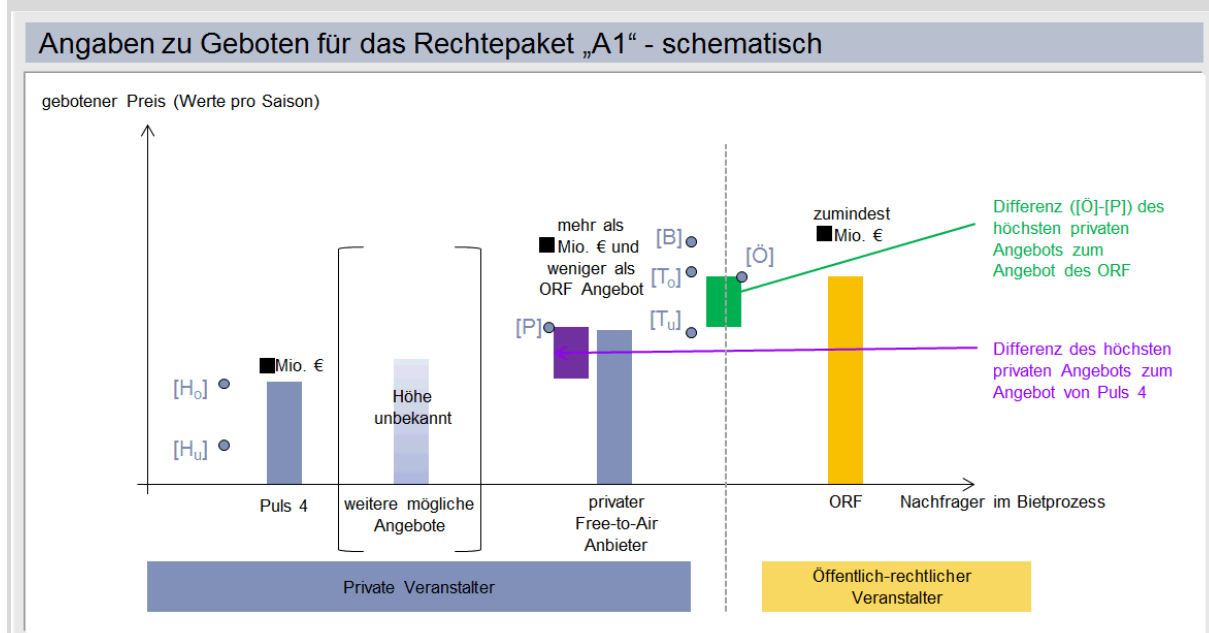 Angaben zu Geboten für das Rechtepaket „A1“ - schematisch
gebotener Preis (Werte pro Saison)
mehr als
Mio. € und
weniger als
ORF Angebot
zumindest
Mio. €
Differenz ([Ö]-[P]) des
höchsten privaten
Angebots zum
Angebot des ORF
[B]
[Ö]
[To]
[Tu]
[P]
Differenz des höchsten
privaten Angebots zum
Angebot von Puls 4
Mio. €
[Ho]
[Hu]
Höhe
unbekannt
Puls 4
weitere mögliche
Angebote
privater
Free-to-Air
Anbieter
ORF
Nachfrager im Bietprozess
Private Veranstalter
Öffentlich-rechtlicher
Veranstalter